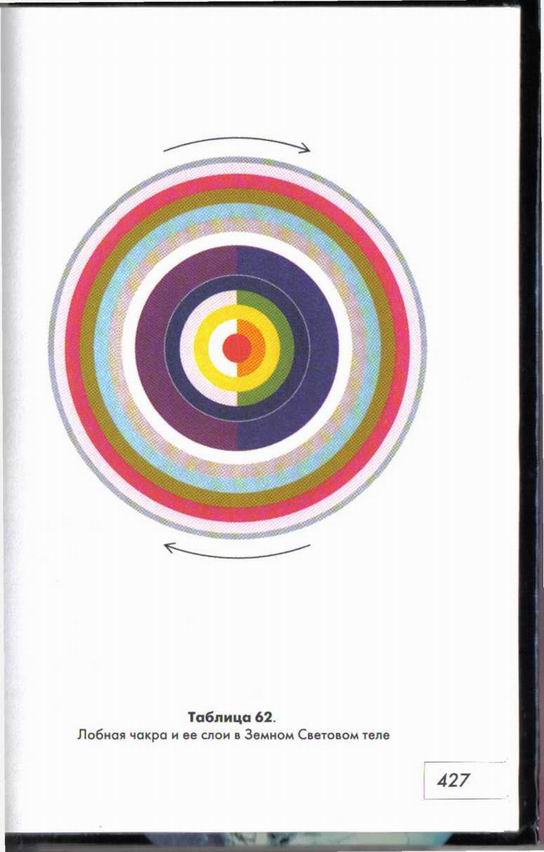 Таблица 62.
Лобная чакра и ее слои в Земном Световом теле
427